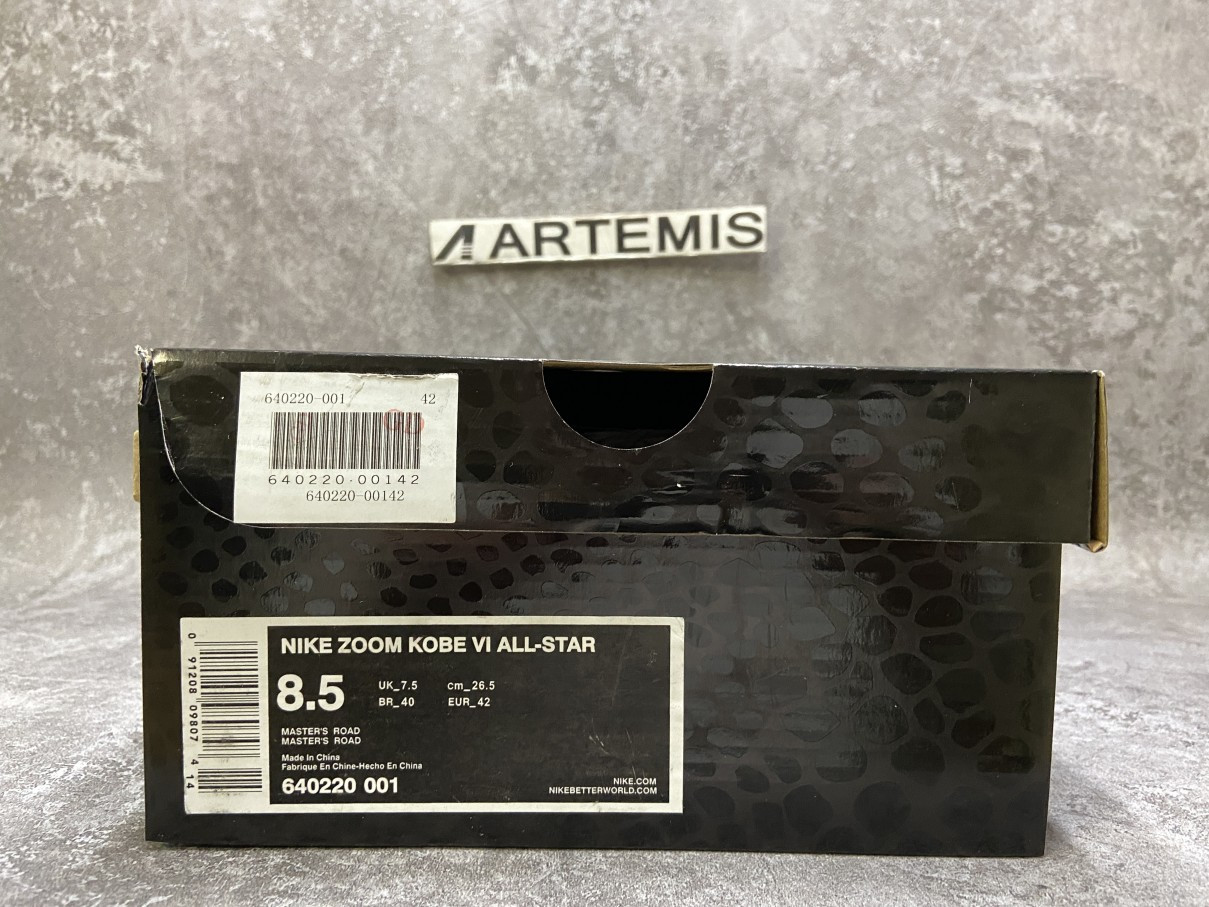 ARTEMIS
640220-001 42
640220-00142
640220-00142
0 91208 09807 4 14
NIKE ZOOM KOBE VI ALL-STAR
8.5
UK_7.5 cm_26.5
BR_40 EUR_42
MASTER'S ROAD
MASTER'S ROAD
Made In China
Fabrique En Chine-Hecho En China
640220 001
NIKE.COM
NIKEBETTERWORLD.COM